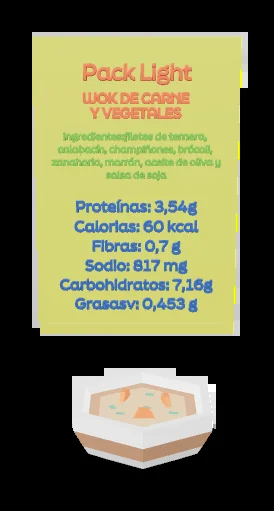 Pack Light
WOK DE CARNE
Y VEGETALES
ingredientes:filetes de ternera,
calabacín, champiñones, brócoli,
zanahoria, marrón, aceite de oliva y
salsa de soja
Proteínas: 3,54g
Calorias: 60 kcal
Fibras: 0,7 g
Sodio: 817 mg
Carbohidratos: 7,16g
Grasasv: 0,453 g